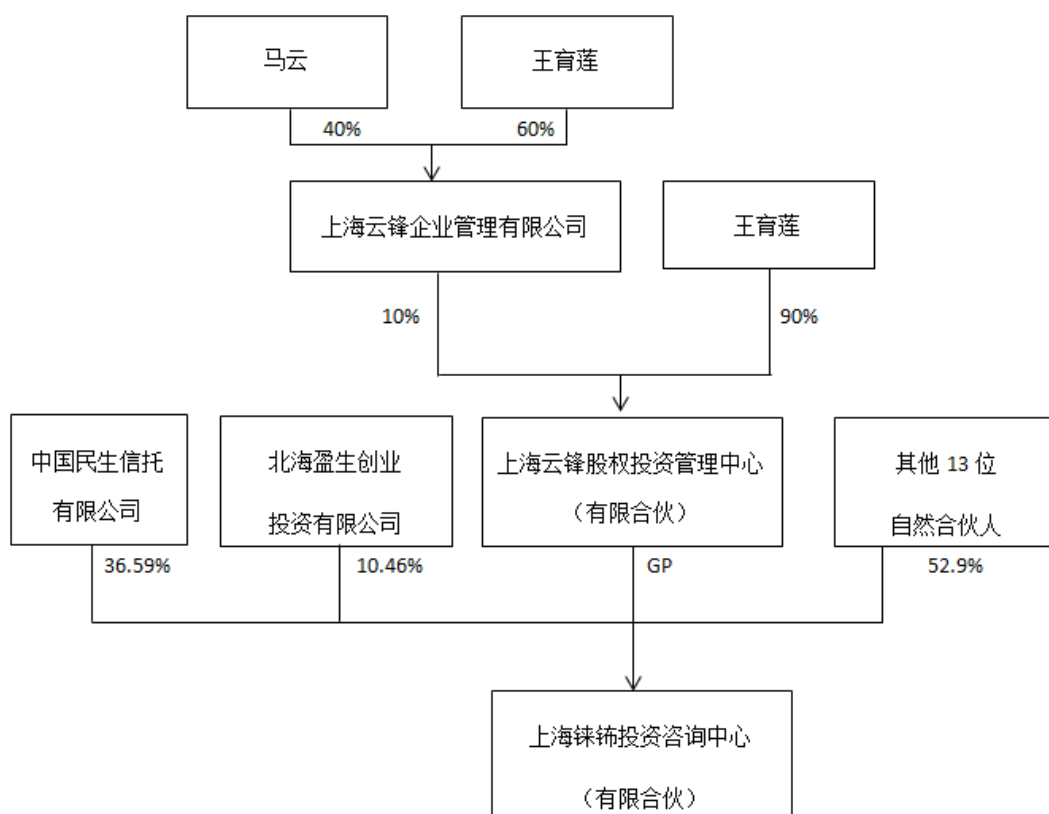 马云
王育莲
40%
60%
上海云锋企业管理有限公司
王育莲
10%
90%
中国民生信托
有限公司
北海盈生创业
投资有限公司
上海云锋股权投资管理中心
（有限合伙）
其他 13 位
自然合伙人
36.59%
10.46%
GP
52.9%
上海铼钸投资咨询中心
（有限合伙）